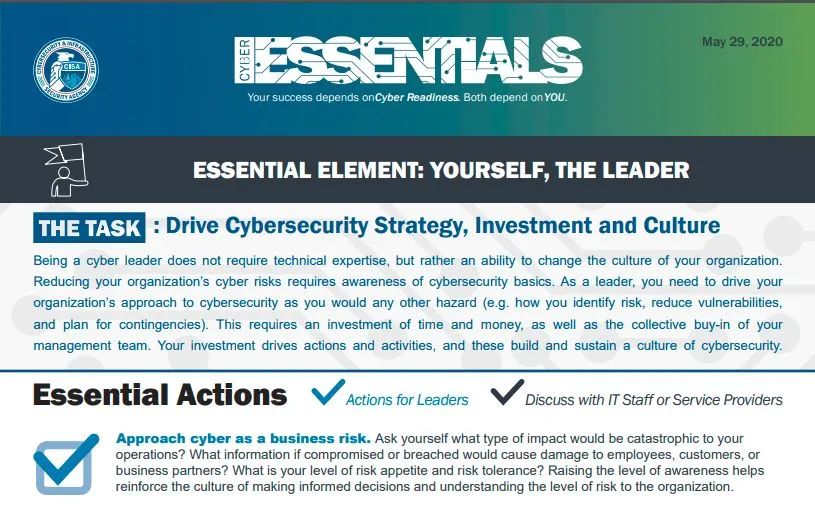 May 29, 2020
CYBERSECURITY & INFRASTRUCTURE
CISA
SECURITY AGENCY
CYBER
ESSENTIALS
Your success depends on Cyber Readiness. Both depend on YOU.
ESSENTIAL ELEMENT: YOURSELF, THE LEADER
THE TASK : Drive Cybersecurity Strategy, Investment and Culture
Being a cyber leader does not require technical expertise, but rather an ability to change the culture of your organization.
Reducing your organization's cyber risks requires awareness of cybersecurity basics. As a leader, you need to drive your
organization's approach to cybersecurity as you would any other hazard (e.g. how you identify risk, reduce vulnerabilities,
and plan for contingencies). This requires an investment of time and money, as well as the collective buy-in of your
management team. Your investment drives actions and activities, and these build and sustain a culture of cybersecurity.
Essential Actions Actions for Leaders Discuss with IT Staff or Service Providers
Approach cyber as a business risk. Ask yourself what type of impact would be catastrophic to your
operations? What information if compromised or breached would cause damage to employees, customers, or
business partners? What is your level of risk appetite and risk tolerance? Raising the level of awareness helps
reinforce the culture of making informed decisions and understanding the level of risk to the organization.